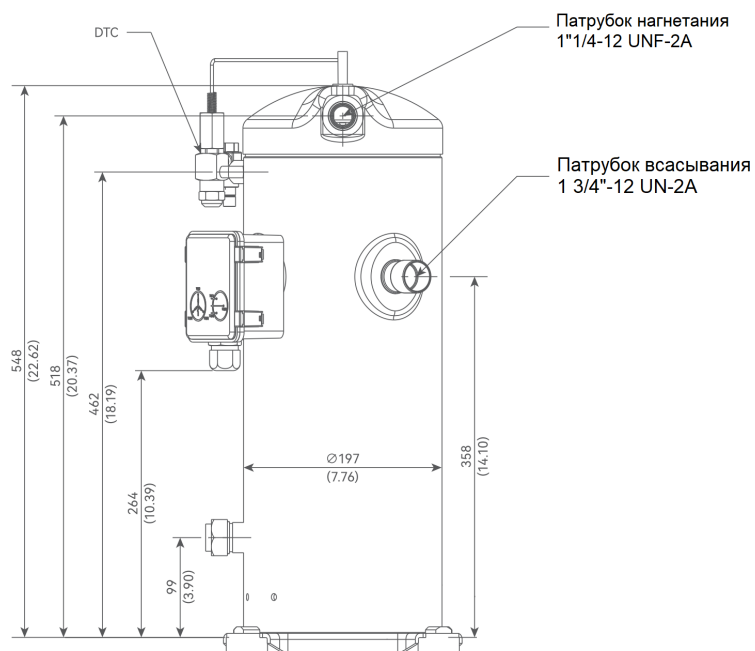 DTC
Патрубок нагнетания
1"1/4-12 UNF-2A
Патрубок всасывания
1 3/4"-12 UN-2A
548
(22.62)
518
(20.37)
462
(18.19)
264
(10.39)
99
(3.90)
Ø197
(7.76)
358
(14.10)